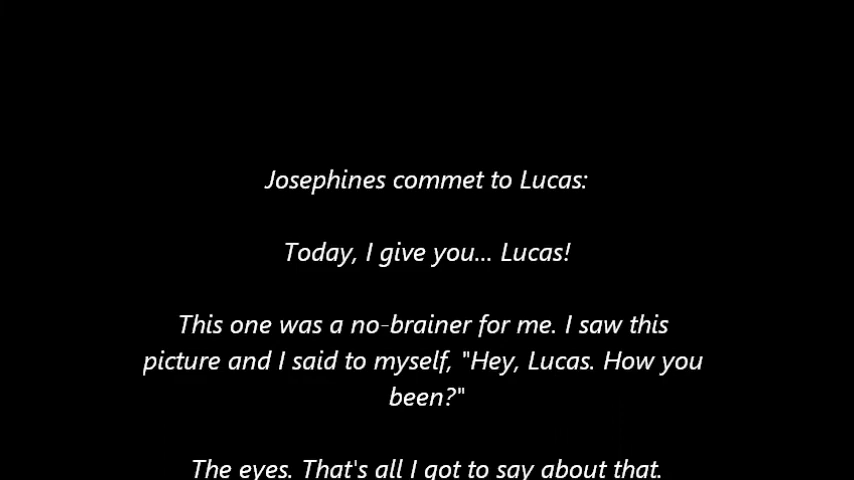 Josephines commet to Lucas:
Today, I give you... Lucas!
This one was a no-brainer for me. I saw this
picture and I said to myself, "Hey, Lucas. How you
been?"
The eyes. That's all I got to say about that.